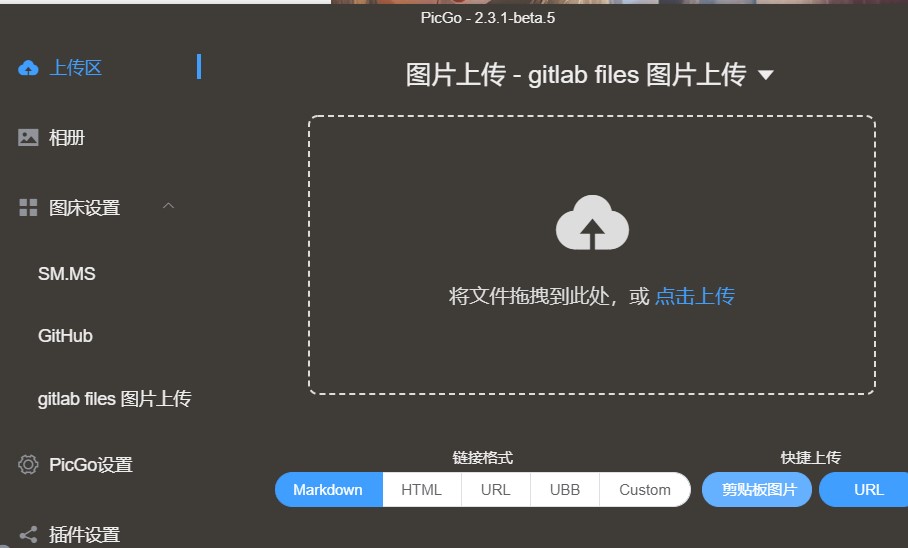 PicGo - 2.3.1-beta.5
上传区
图片上传 - gitlab files 图片上传
相册
图床设置
SM.MS
将文件拖拽到此处，或 点击上传
GitHub
gitlab files 图片上传
PicGo设置
链接格式
快捷上传
Markdown HTML URL UBB Custom 剪贴板图片 URL
插件设置